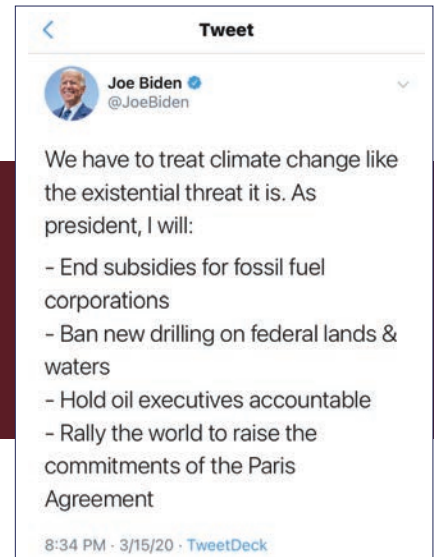 Tweet
Joe Biden
@JoeBiden
We have to treat climate change like
the existential threat it is. As
president, I will:
- End subsidies for fossil fuel
corporations
- Ban new drilling on federal lands &
waters
- Hold oil executives accountable
- Rally the world to raise the
commitments of the Paris
Agreement
8:34 PM · 3/15/20 · TweetDeck